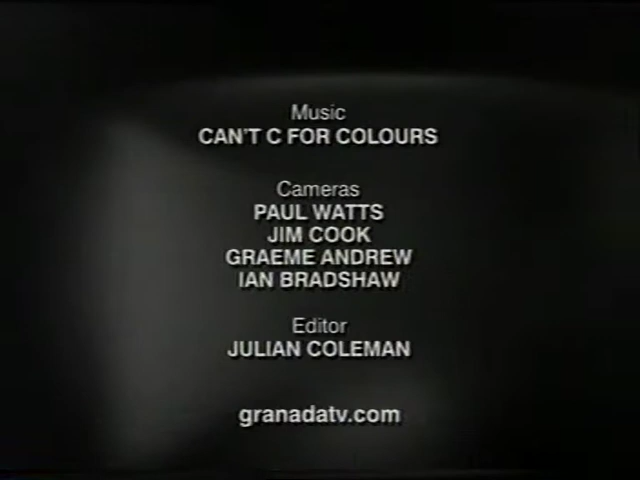 Music
CAN'T C FOR COLOURS
Cameras
PAUL WATTS
JIM COOK
GRAEME ANDREW
IAN BRADSHAW
Editor
JULIAN COLEMAN
granadatv.com